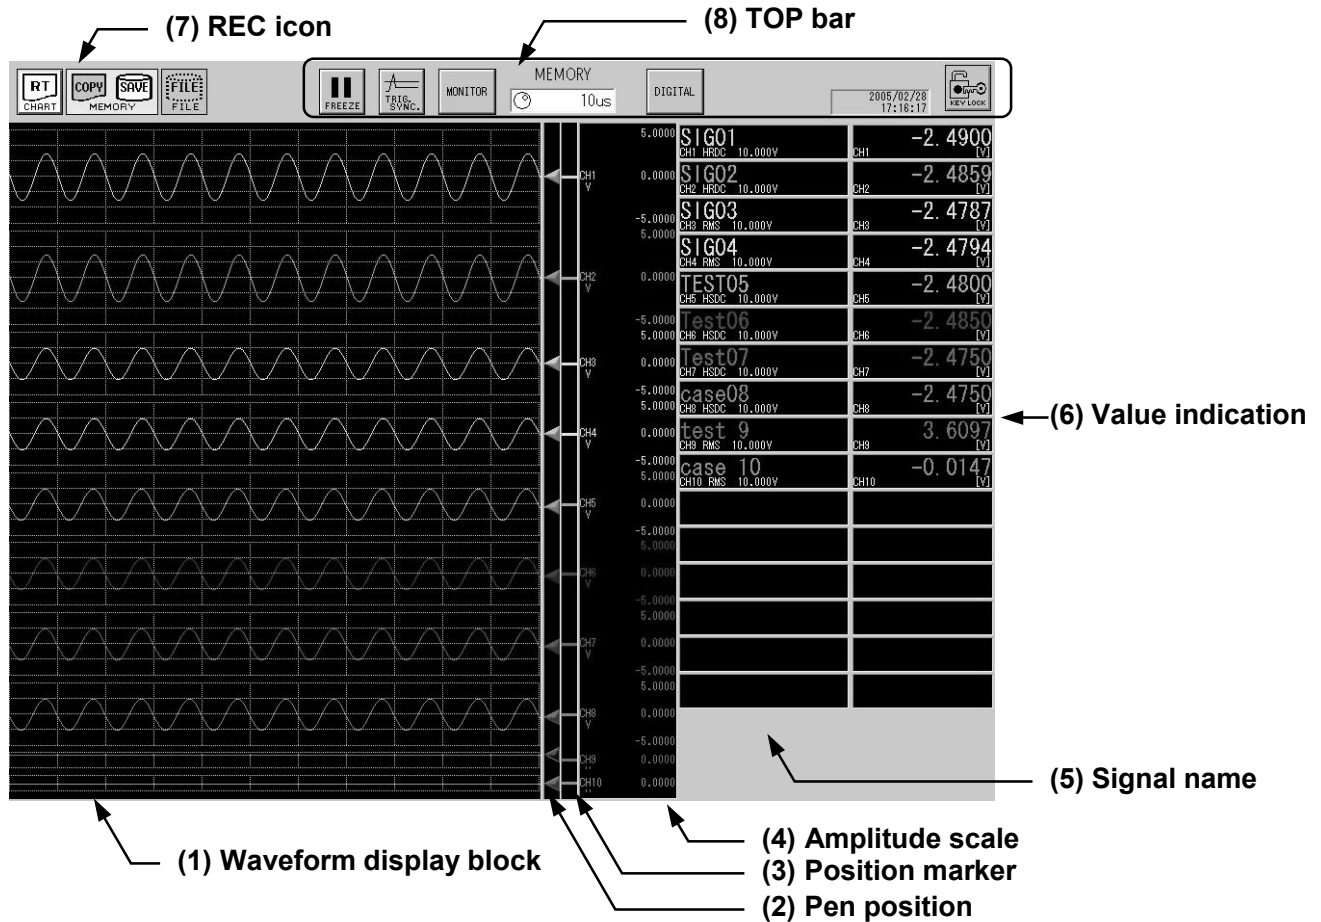 (7) REC icon
(8) TOP bar
RT
CHART
COPY
SAVE
MEMORY
FILE
FILE
FREEZE
TRIG.
SYNC.
MONITOR
MEMORY
10us
DIGITAL
2005/02/28
17:16:17
KEY LOCK
CH1
V
CH2
V
CH3
V
CH4
V
CH5
V
CH6
V
CH7
V
CH8
V
CH9
CH10
5.0000
0.0000
-5.0000
5.0000
0.0000
-5.0000
5.0000
0.0000
-5.0000
5.0000
0.0000
-5.0000
5.0000
0.0000
-5.0000
5.0000
0.0000
-5.0000
5.0000
0.0000
-5.0000
5.0000
0.0000
-5.0000
0.0000
0.0000
SIG01 -2.4900
CH1 HRDC 10.000V CH1 [V]
SIG02 -2.4859
CH2 HRDC 10.000V CH2 [V]
SIG03 -2.4787
CH3 RMS 10.000V CH3 [V]
SIG04 -2.4794
CH4 RMS 10.000V CH4 [V]
TEST05 -2.4800
CH5 HSDC 10.000V CH5 [V]
Test06 -2.4850
CH6 HSDC 10.000V CH6 [V]
Test07 -2.4750
CH7 HSDC 10.000V CH7 [V]
case08 -2.4750
CH8 HSDC 10.000V CH8 [V]
test 9 3.6097
CH9 RMS 10.000V CH9 [V]
case 10 -0.0147
CH10 RMS 10.000V CH10 [V]
(6) Value indication
(5) Signal name
(4) Amplitude scale
(1) Waveform display block
(3) Position marker
(2) Pen position